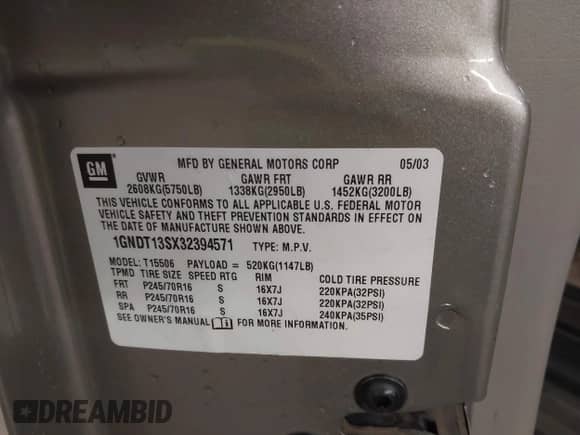 GM
MFD BY GENERAL MOTORS CORP 05/03
GVWR GAWR FRT GAWR RR
2608KG(5750LB) 1338KG(2950LB) 1452KG(3200LB)
THIS VEHICLE CONFORMS TO ALL APPLICABLE U.S. FEDERAL MOTOR
VEHICLE SAFETY AND THEFT PREVENTION STANDARDS IN EFFECT ON
THE DATE OF MANUFACTURE SHOWN ABOVE.
1GNDT13SX32394571 TYPE: M.P.V.
MODEL: T15506 PAYLOAD = 520KG(1147LB)
TPMD TIRE SIZE SPEED RTG RIM COLD TIRE PRESSURE
FRT P245/70R16 S 16X7J 220KPA(32PSI)
RR P245/70R16 S 16X7J 220KPA(32PSI)
SPA P245/70R16 S 16X7J 240KPA(35PSI)
SEE OWNER'S MANUAL FOR MORE INFORMATION.
DREAMBID